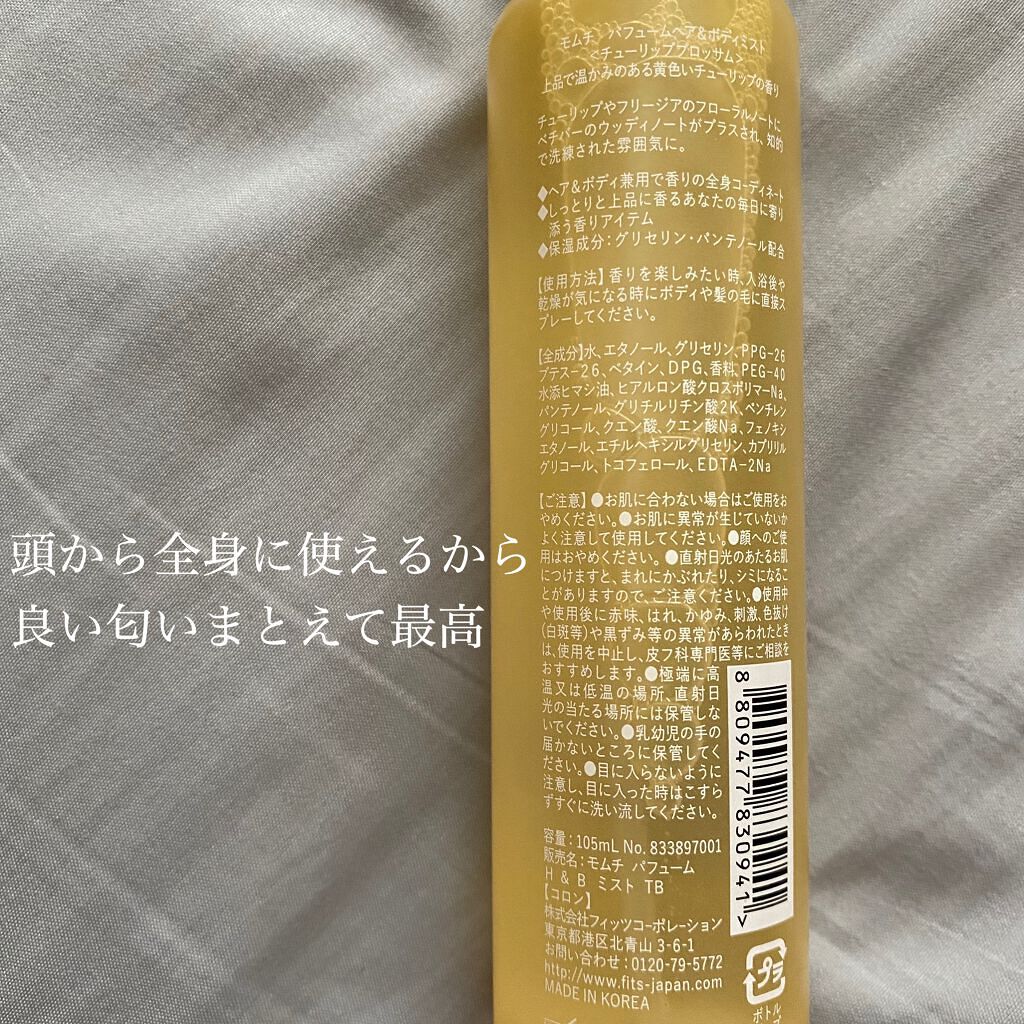 モムチ パフュームヘア&ボディミスト
<チューリップブロッサム>
上品で温かみのある黄色いチューリップの香り
チューリップやフリージアのフローラルノートに
ベチバーのウッディノートがプラスされ、知的
で洗練された雰囲気に。
◆ヘア&ボディ兼用で香りの全身コーディネート
◆しっとりと上品に香るあなたの毎日に寄り
添う香りアイテム
◆保湿成分:グリセリン・パンテノール配合
【使用方法】香りを楽しみたい時、入浴後や
乾燥が気になる時にボディや髪の毛に直接ス
プレーしてください。
【全成分】水、エタノール、グリセリン、PPG-26
ブテス-26、ベタイン、DPG、香料、PEG-40
水添ヒマシ油、ヒアルロン酸クロスポリマーNa、
パンテノール、グリチルリチン酸2K、ペンチレン
グリコール、クエン酸、クエン酸Na、フェノキシ
エタノール、エチルヘキシルグリセリン、カプリリル
グリコール、トコフェロール、EDTA-2Na
【ご注意】●お肌に合わない場合はご使用をお
やめください。●お肌に異常が生じていないか
よく注意して使用してください。●顔へのご使
用はおやめください。●直射日光のあたるお肌
につけますと、まれにかぶれたり、シミになるこ
とがありますので、ご注意ください。●使用中
や使用後に赤味、はれ、かゆみ、刺激、色抜け
(白斑等)や黒ずみ等の異常があらわれたとき
は、使用を中止し、皮フ科専門医等にご相談を
おすすめします。●極端に高
温又は低温の場所、直射日
光の当たる場所には保管しな
いでください。●乳幼児の手の
届かないところに保管してく
ださい。●目に入らないように
注意し、目に入った時はこすら
ずすぐに洗い流してください。
8809477830941>
容量:105mL No. 833897001
販売名:モムチ パフューム
H & B ミスト TB
【コロン】
株式会社フィッツコーポレーション
東京都港区北青山 3-6-1
お問い合わせ:0120-79-5772
http://www.fits-japan.com
MADE IN KOREA
プラ
ボトル
頭から全身に使えるから
良い匂いまとえて最高